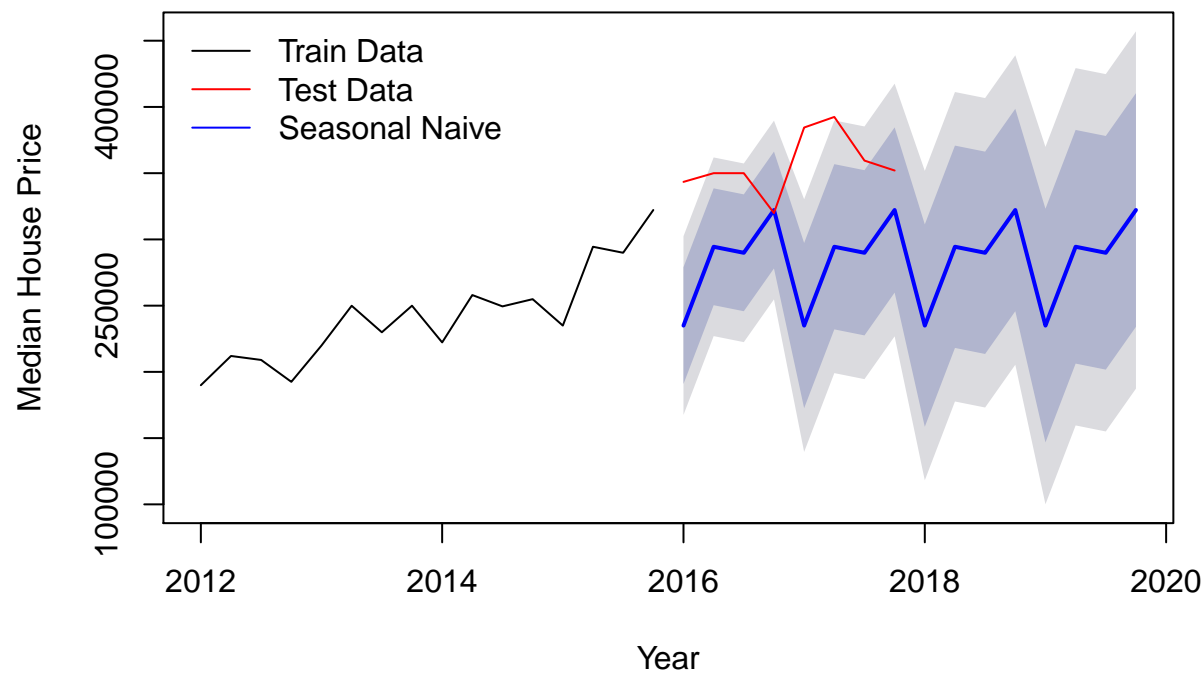 Train Data
Test Data
Seasonal Naive
Median House Price
400000
250000
100000
2012
2014
2016
2018
2020
Year